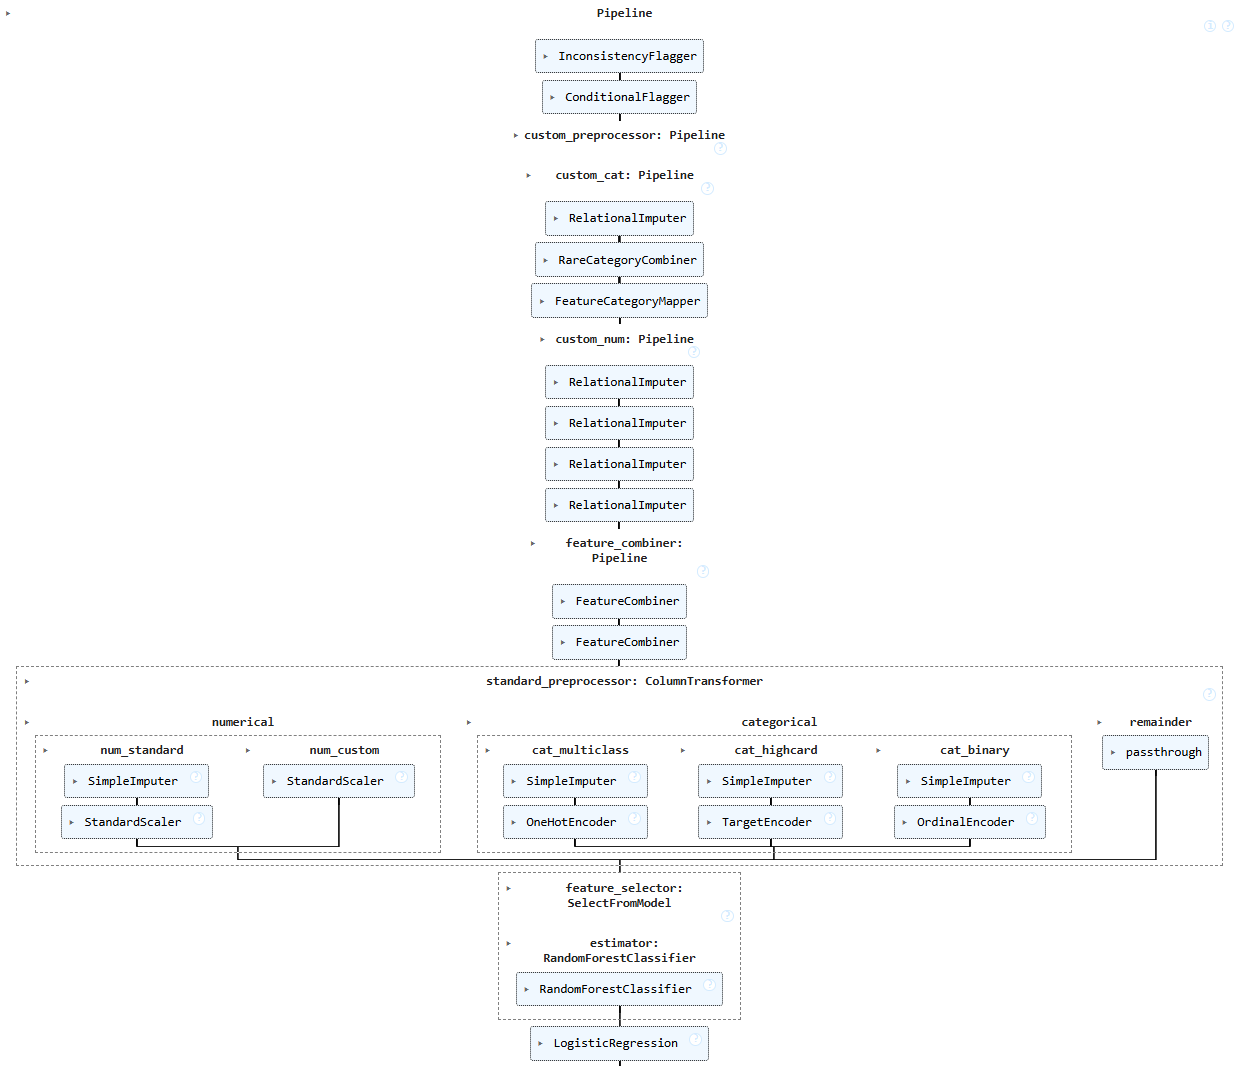 Pipeline
InconsistencyFlagger
ConditionalFlagger
custom_preprocessor: Pipeline
custom_cat: Pipeline
RelationalImputer
RareCategoryCombiner
FeatureCategoryMapper
custom_num: Pipeline
RelationalImputer
RelationalImputer
RelationalImputer
RelationalImputer
feature_combiner:
Pipeline
FeatureCombiner
FeatureCombiner
standard_preprocessor: ColumnTransformer
numerical
num_standard
SimpleImputer
StandardScaler
num_custom
StandardScaler
categorical
cat_multiclass
SimpleImputer
OneHotEncoder
cat_highcard
SimpleImputer
TargetEncoder
cat_binary
SimpleImputer
OrdinalEncoder
remainder
passthrough
feature_selector:
SelectFromModel
estimator:
RandomForestClassifier
RandomForestClassifier
LogisticRegression